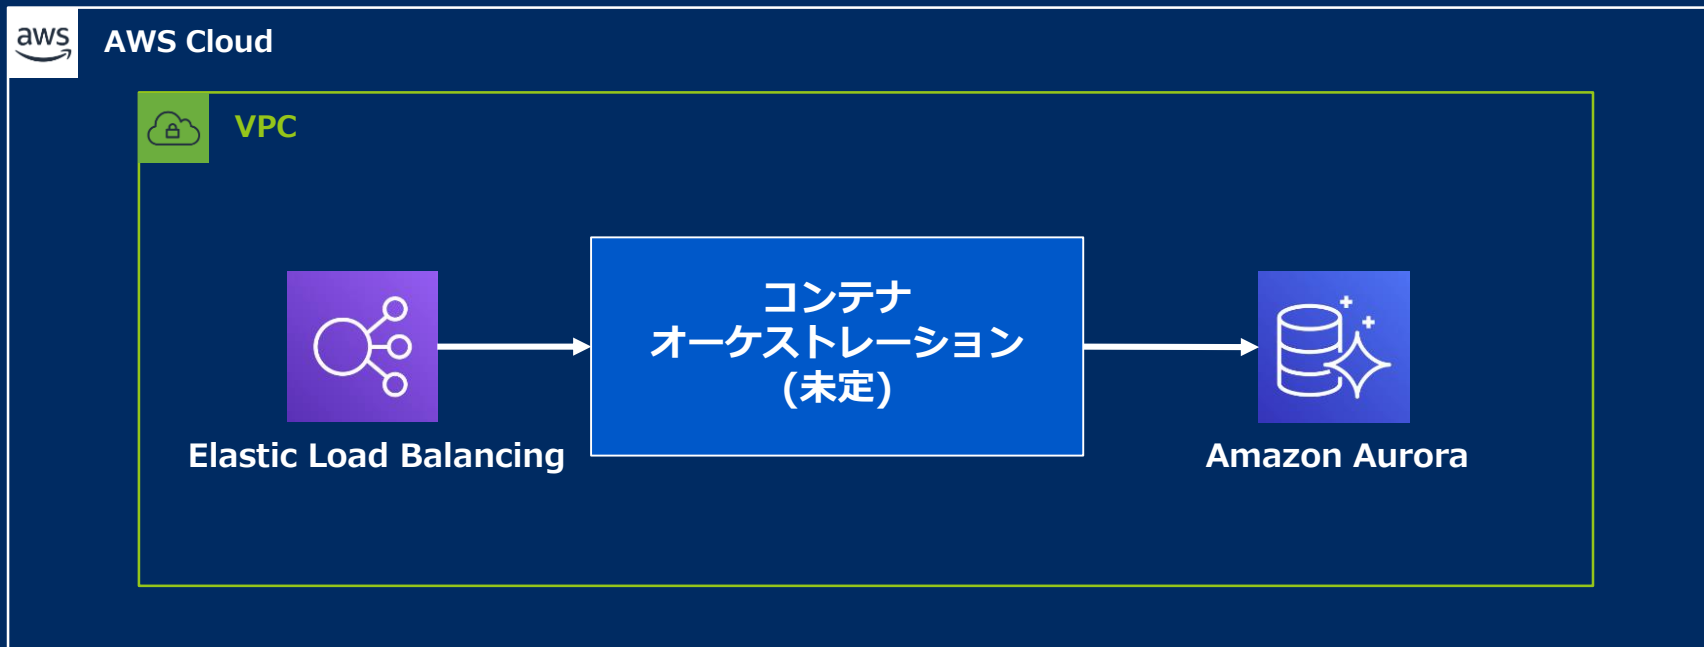 aws
AWS Cloud
VPC
コンテナ
オーケストレーション
(未定)
Elastic Load Balancing
Amazon Aurora